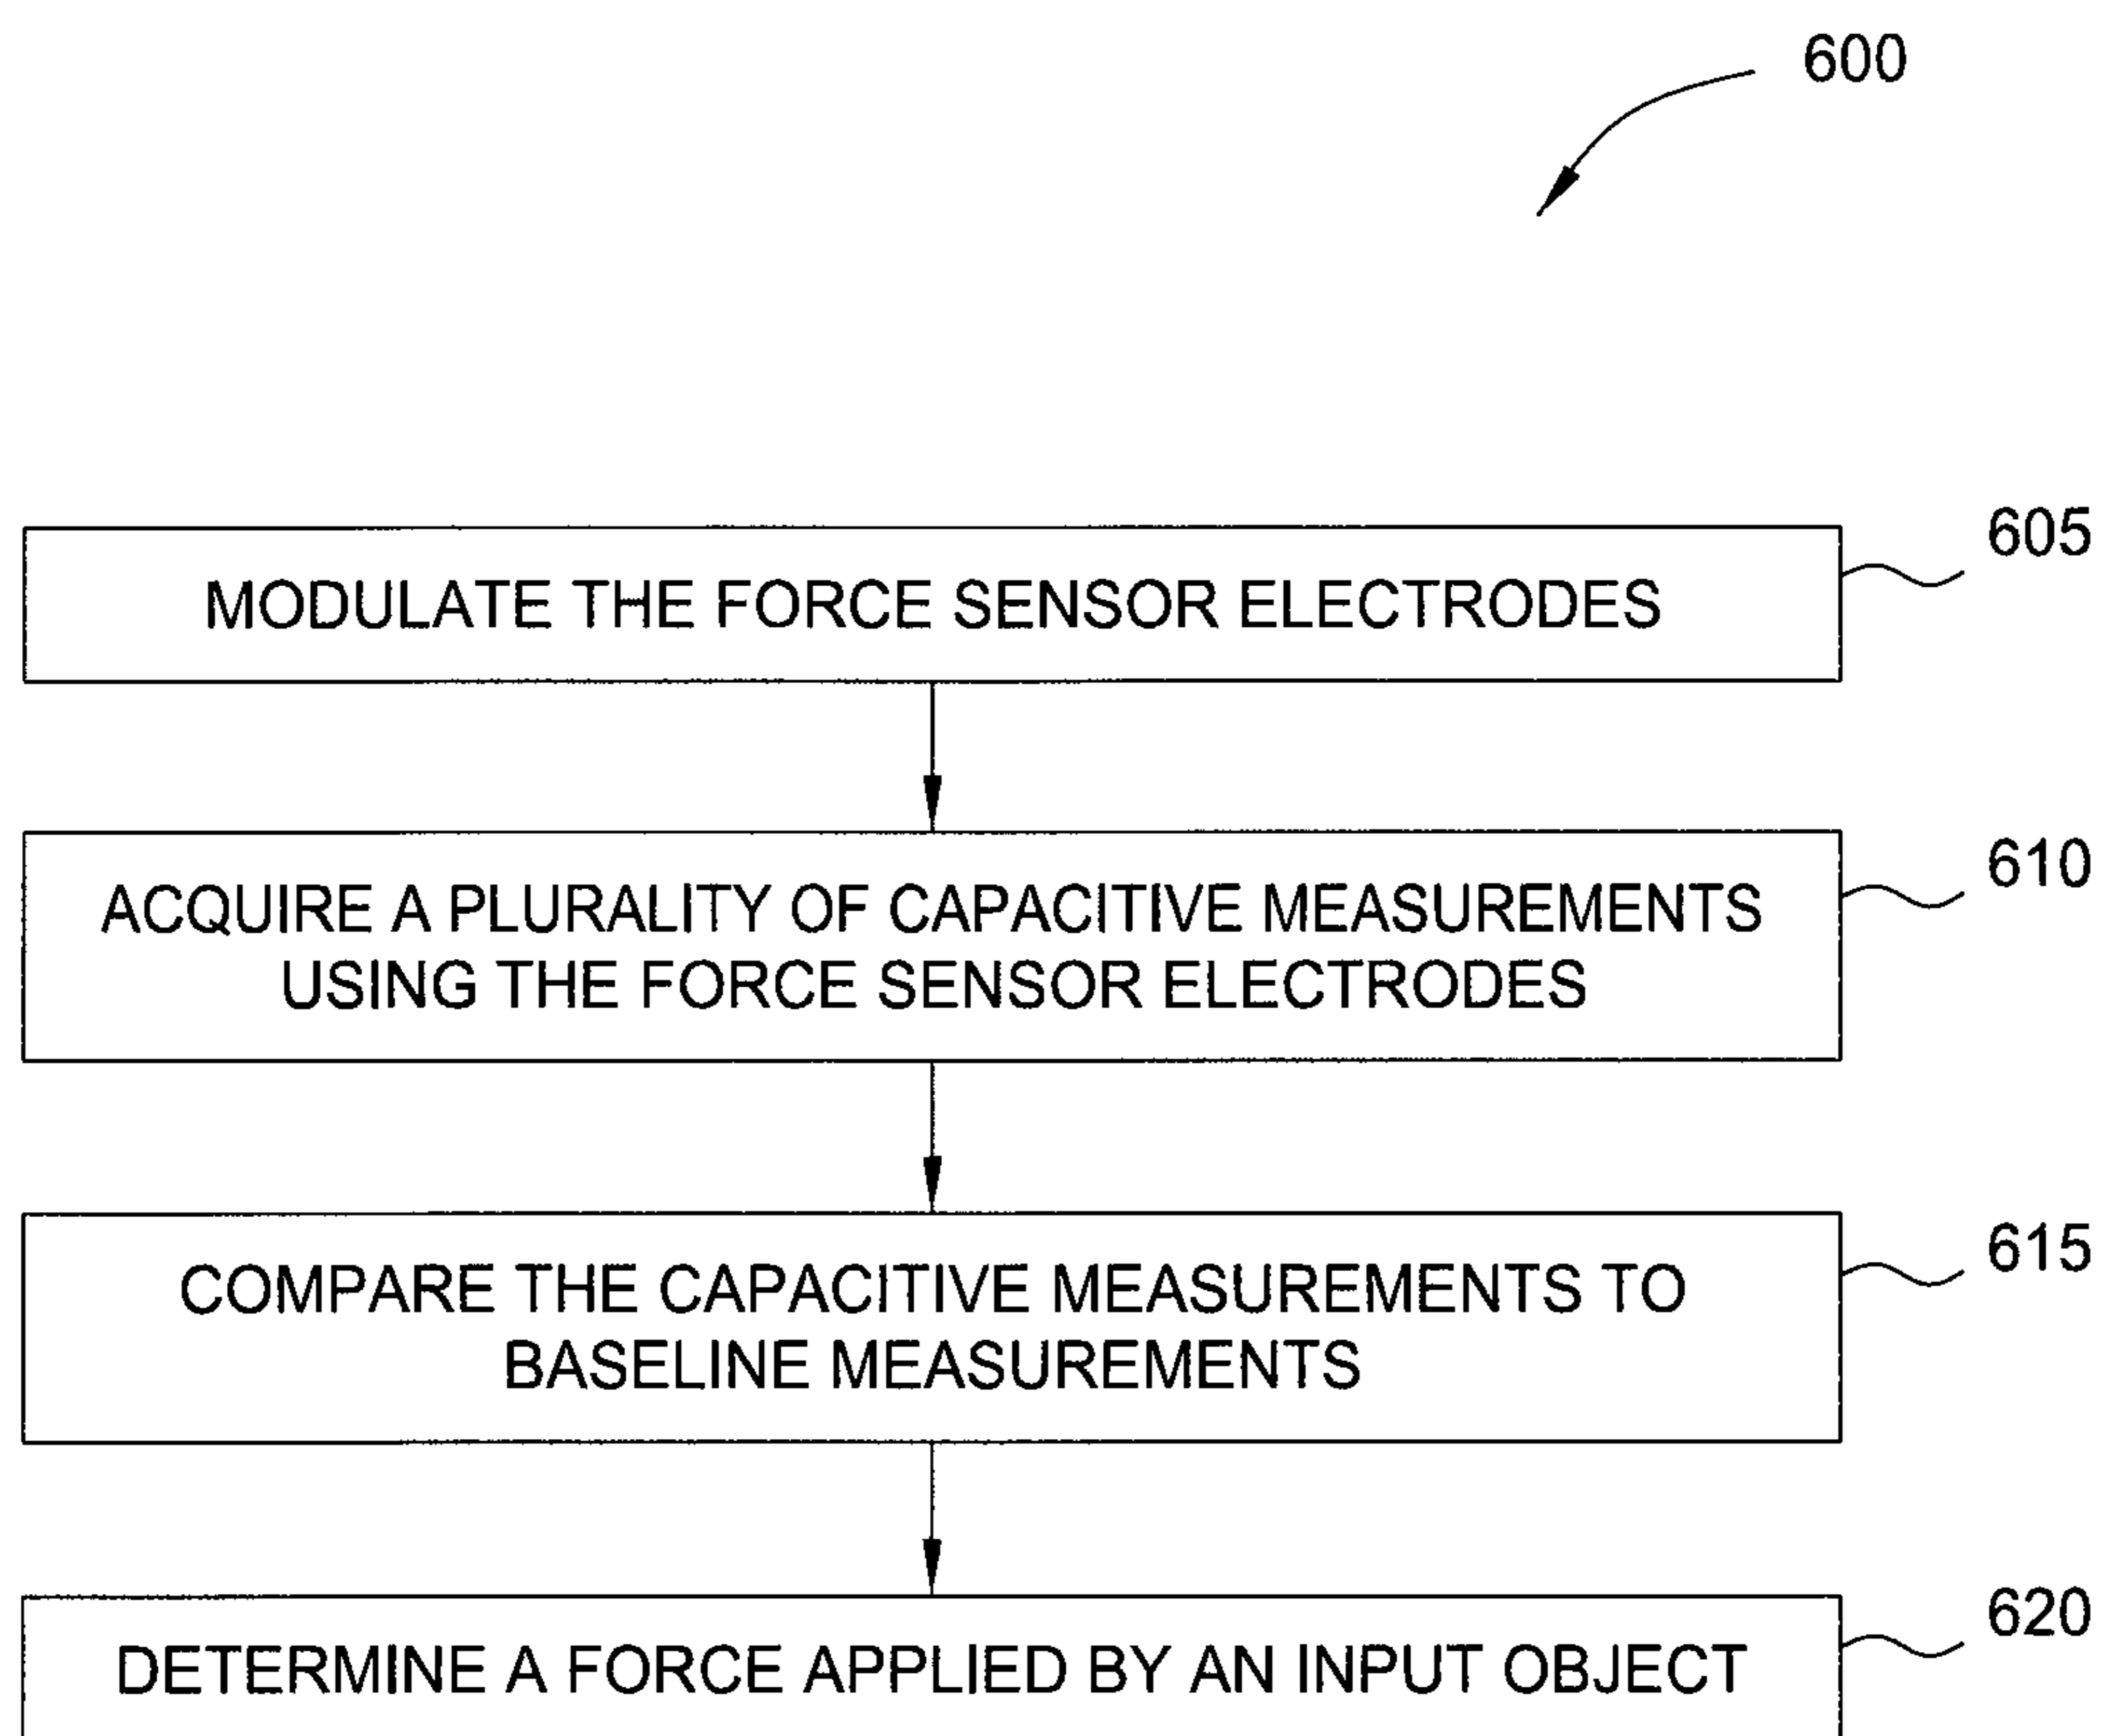 600
605
MODULATE THE FORCE SENSOR ELECTRODES
610
ACQUIRE A PLURALITY OF CAPACITIVE MEASUREMENTS
USING THE FORCE SENSOR ELECTRODES
615
COMPARE THE CAPACITIVE MEASUREMENTS TO
BASELINE MEASUREMENTS
620
DETERMINE A FORCE APPLIED BY AN INPUT OBJECT